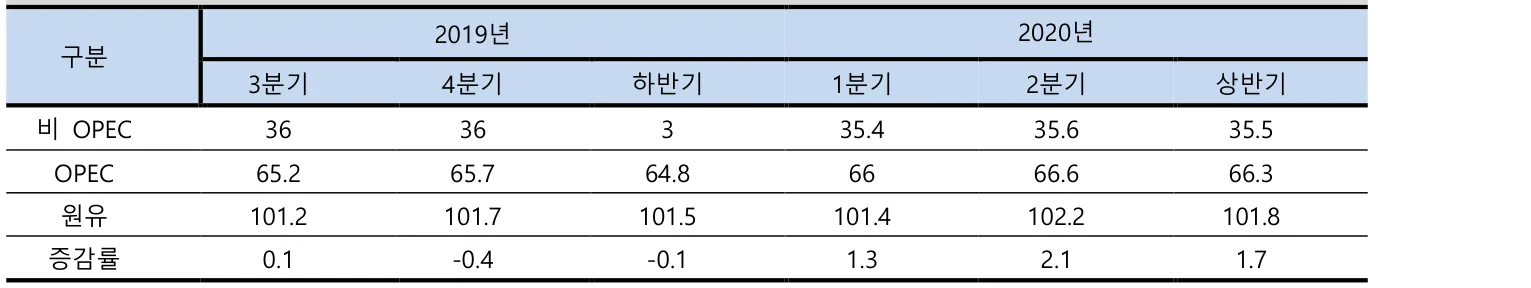 구분 2019년 2020년
3분기 4분기 하반기 1분기 2분기 상반기
비 OPEC 36 36 3 35.4 35.6 35.5
OPEC 65.2 65.7 64.8 66 66.6 66.3
원유 101.2 101.7 101.5 101.4 102.2 101.8
증감률 0.1 -0.4 -0.1 1.3 2.1 1.7